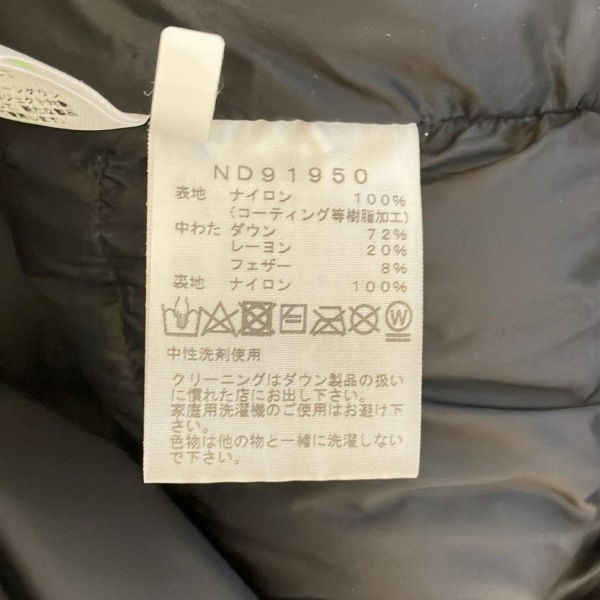 ND91950
表地 ナイロン 100%
(コーティング等樹脂加工)
中わた ダウン 72%
レーヨン 20%
フェザー 8%
裏地 ナイロン 100%
W
中性洗剤使用
クリーニングはダウン製品の扱い
に慣れた店にお出し下さい。
家庭用洗濯機のご使用はお避け下
さい。
色物は他の物と一緒に洗濯しない
で下さい。